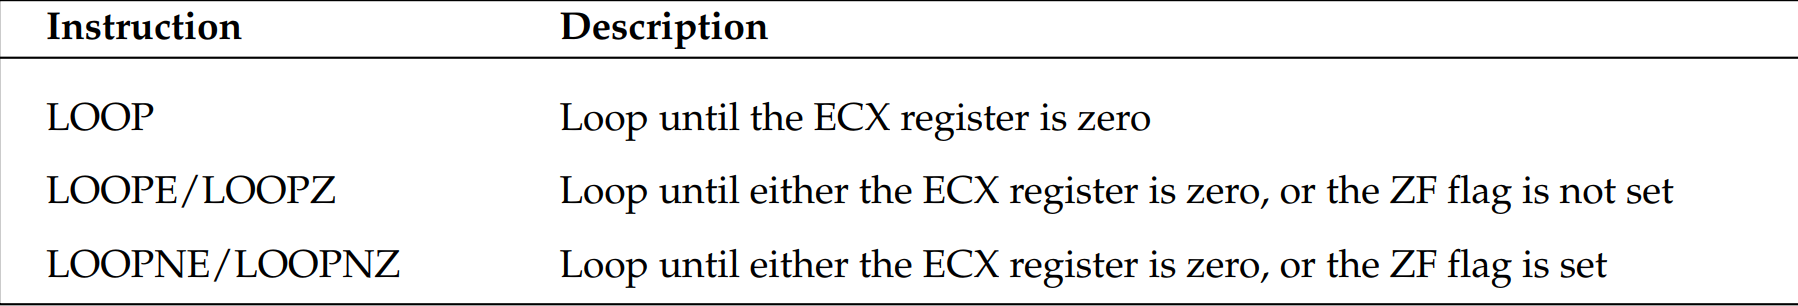 Instruction Description
LOOP Loop until the ECX register is zero
LOOPE/LOOPZ Loop until either the ECX register is zero, or the ZF flag is not set
LOOPNE/LOOPNZ Loop until either the ECX register is zero, or the ZF flag is set